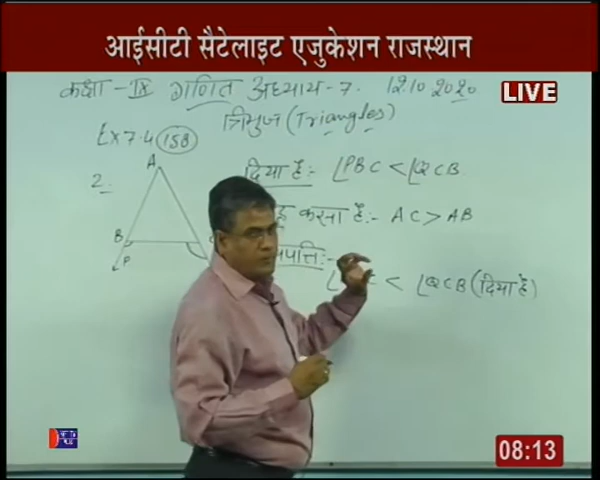 आईसीटी सैटेलाइट एजुकेशन राजस्थान
कक्षा - IX गणित अध्याय - 7. 12.10.2020
LIVE
त्रिभुज (Triangles)
Ex 7.4 158
2. A
दिया है :- ∠PBC < ∠QCB
करना है :- AC > AB
B
P
∠ C < ∠QCB (दिया है)
08:13